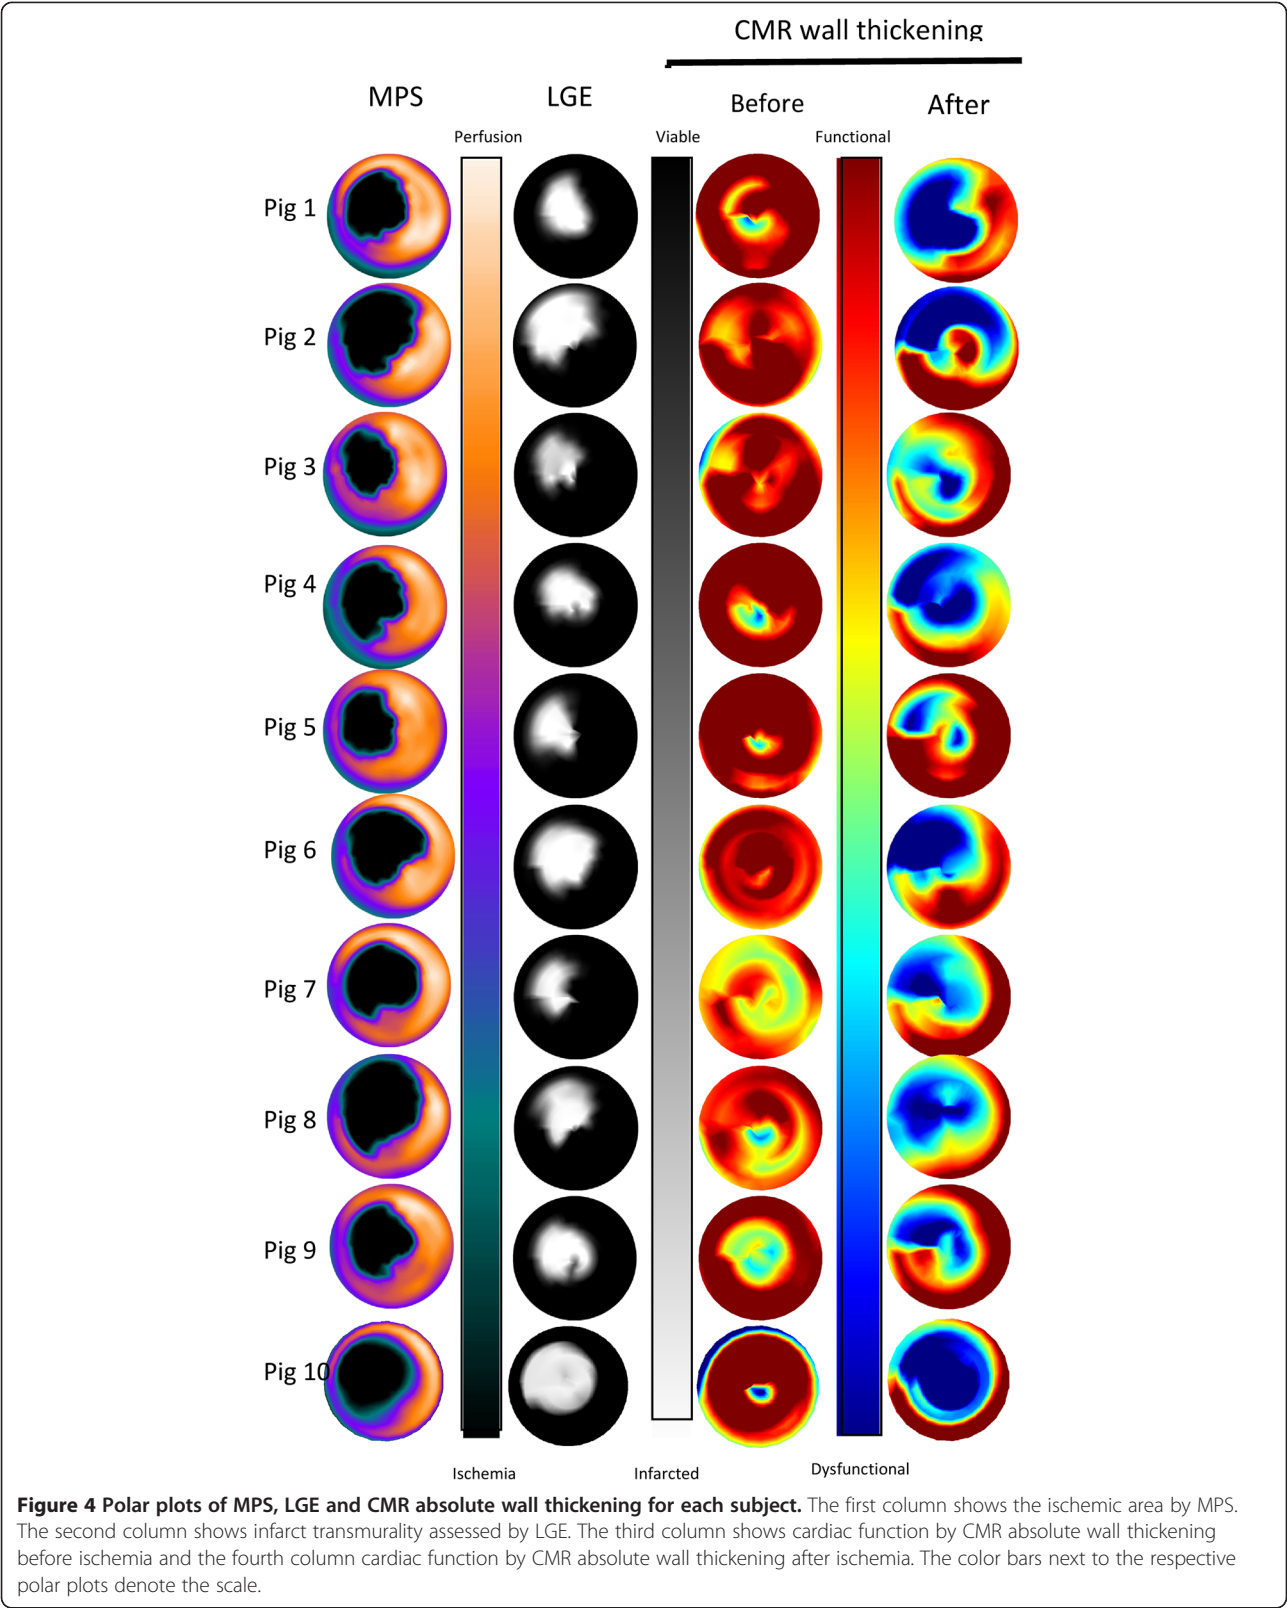 CMR wall thickening
MPS
LGE
Before
After
Perfusion
Viable
Functional
Pig 1
Pig 2
Pig 3
Pig 4
Pig 5
Pig 6
Pig 7
Pig 8
Pig 9
Pig 10
Ischemia
Infarcted
Dysfunctional
Figure 4 Polar plots of MPS, LGE and CMR absolute wall thickening for each subject. The first column shows the ischemic area by MPS.
The second column shows infarct transmurality assessed by LGE. The third column shows cardiac function by CMR absolute wall thickening
before ischemia and the fourth column cardiac function by CMR absolute wall thickening after ischemia. The color bars next to the respective
polar plots denote the scale.